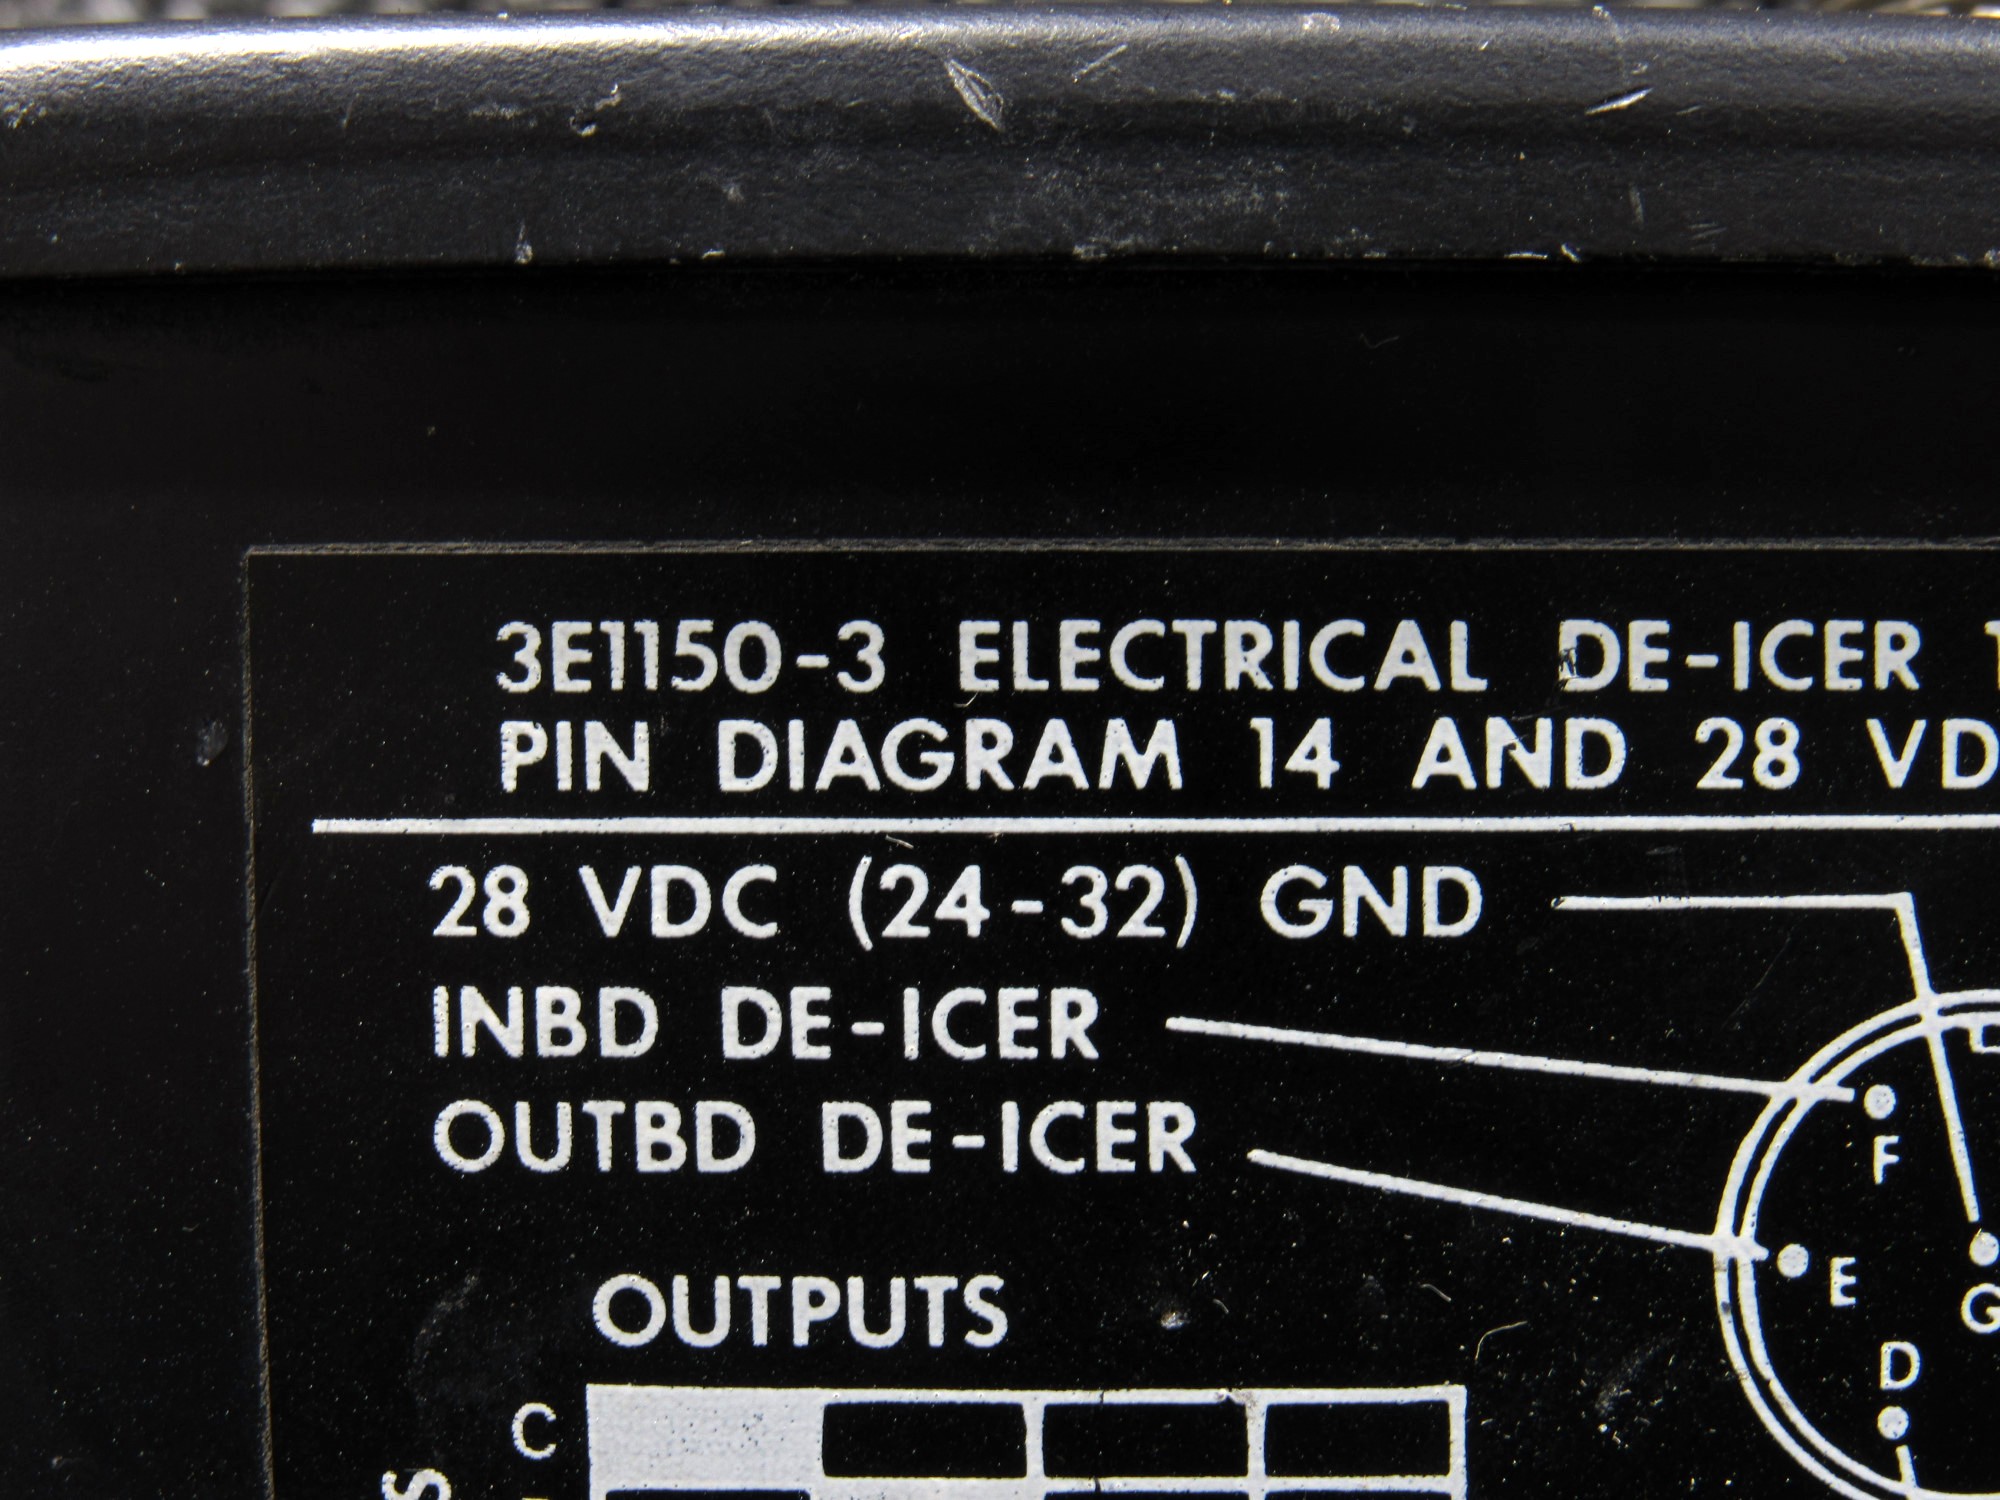 3E1150-3 ELECTRICAL DE-ICER
PIN DIAGRAM 14 AND 28
28 VDC (24-32) GND
INBD DE-ICER
OUTBD DE-ICER
F
E
G
D
OUTPUTS
C